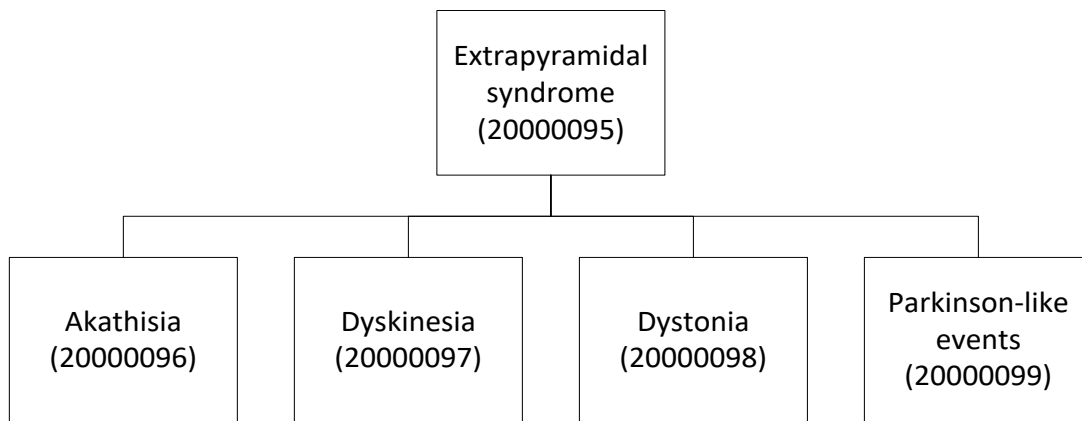 Extrapyramidal
syndrome
(20000095)
Akathisia
(20000096)
Dyskinesia
(20000097)
Dystonia
(20000098)
Parkinson-like
events
(20000099)